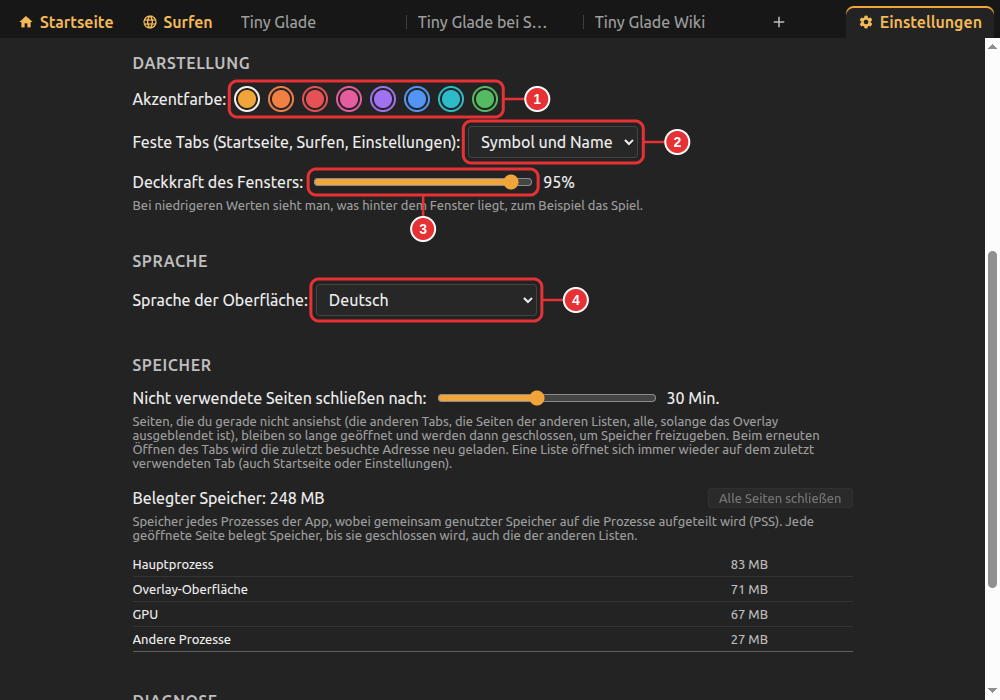 Startseite Surfen Tiny Glade Tiny Glade bei S... Tiny Glade Wiki + Einstellungen
DARSTELLUNG
Akzentfarbe: 1
Feste Tabs (Startseite, Surfen, Einstellungen): Symbol und Name 2
Deckkraft des Fensters: 95%
Bei niedrigeren Werten sieht man, was hinter dem Fenster liegt, zum Beispiel das Spiel.
3
SPRACHE
Sprache der Oberfläche: Deutsch 4
SPEICHER
Nicht verwendete Seiten schließen nach: 30 Min.
Seiten, die du gerade nicht ansiehst (die anderen Tabs, die Seiten der anderen Listen, alle, solange das Overlay
ausgeblendet ist), bleiben so lange geöffnet und werden dann geschlossen, um Speicher freizugeben. Beim erneuten
Öffnen des Tabs wird die zuletzt besuchte Adresse neu geladen. Eine Liste öffnet sich immer wieder auf dem zuletzt
verwendeten Tab (auch Startseite oder Einstellungen).
Belegter Speicher: 248 MB Alle Seiten schließen
Speicher jedes Prozesses der App, wobei gemeinsam genutzter Speicher auf die Prozesse aufgeteilt wird (PSS). Jede
geöffnete Seite belegt Speicher, bis sie geschlossen wird, auch die der anderen Listen.
Hauptprozess 83 MB
Overlay-Oberfläche 71 MB
GPU 67 MB
Andere Prozesse 27 MB
DIAGNOSE